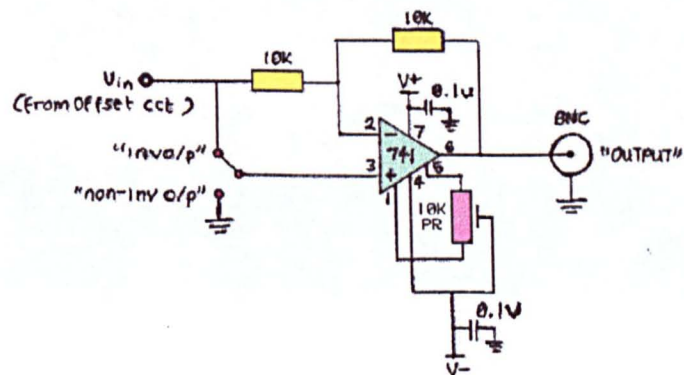 10K
10K
Vin
(from Offset cct)
V+
0.1u
BNC
"OUTPUT"
"inv o/p"
"non-inv o/p"
2
7
-
741
6
3
+
5
4
1
10K
PR
0.1u
V-